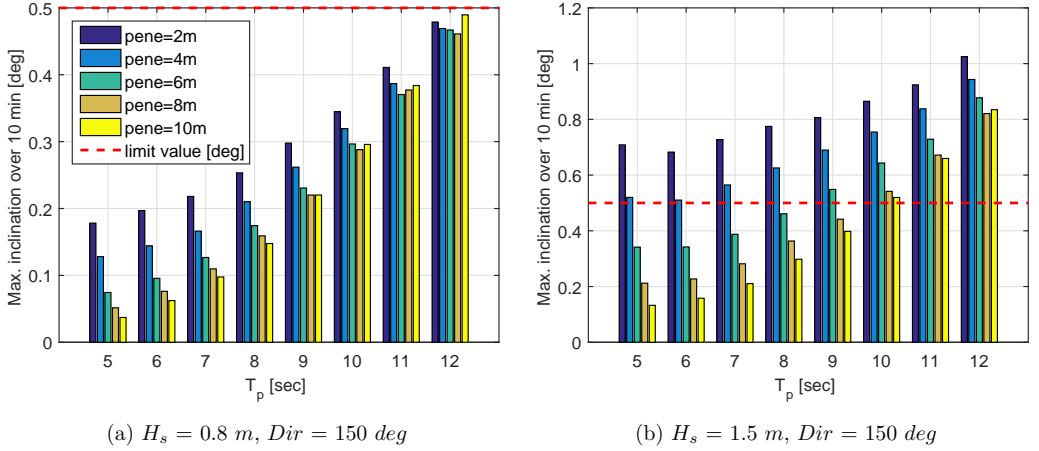 0.5
0.4
0.3
0.2
0.1
0
Max. inclination over 10 min [deg]
pene=2m
pene=4m
pene=6m
pene=8m
pene=10m
limit value [deg]
5 6 7 8 9 10 11 12
T_p [sec]
(a) H_s = 0.8 m, Dir = 150 deg
1.2
1
0.8
0.6
0.4
0.2
0
Max. inclination over 10 min [deg]
5 6 7 8 9 10 11 12
T_p [sec]
(b) H_s = 1.5 m, Dir = 150 deg